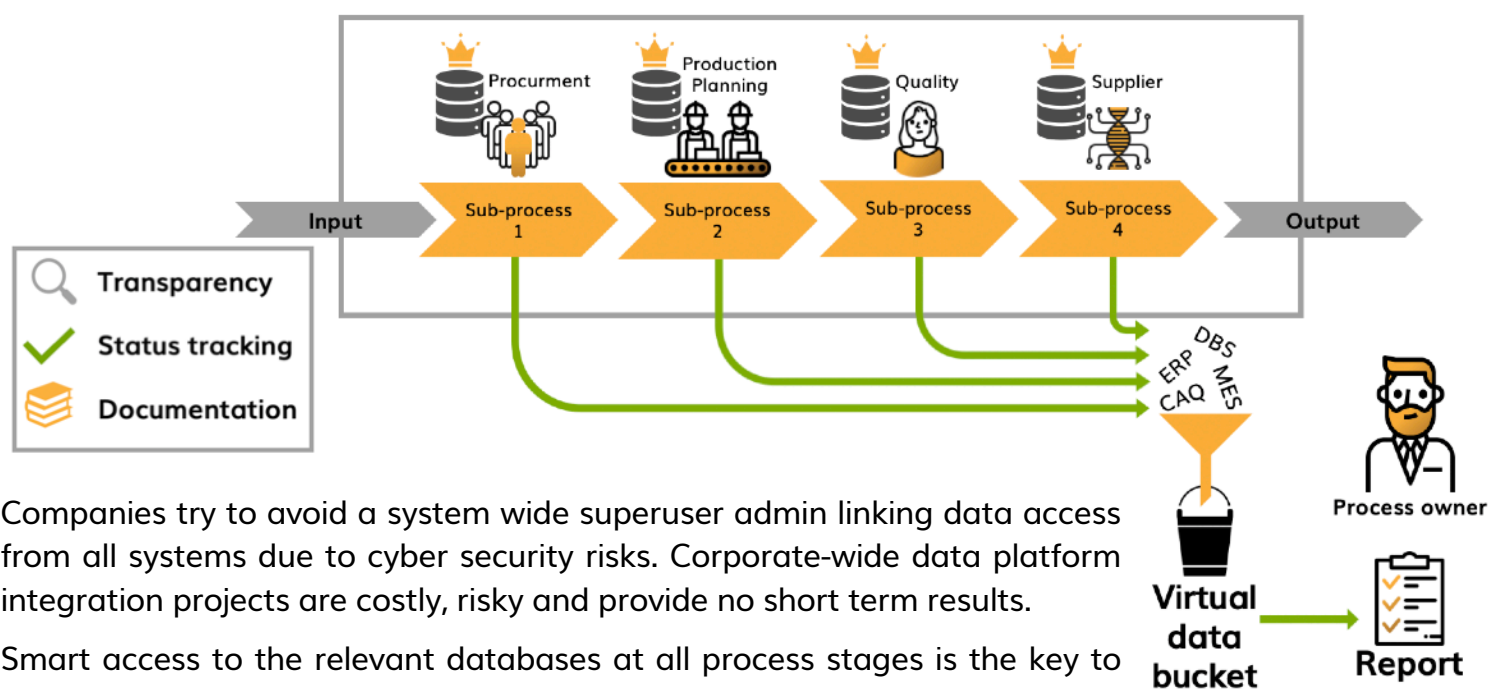 Procurment
Production
Planning
Quality
Supplier
Input
Sub-process
1
Sub-process
2
Sub-process
3
Sub-process
4
Output
Transparency
Status tracking
Documentation
DBS
ERP
MES
CAQ
Process owner
Companies try to avoid a system wide superuser admin linking data access
from all systems due to cyber security risks. Corporate-wide data platform
integration projects are costly, risky and provide no short term results.
Smart access to the relevant databases at all process stages is the key to
Virtual
data
bucket
Report